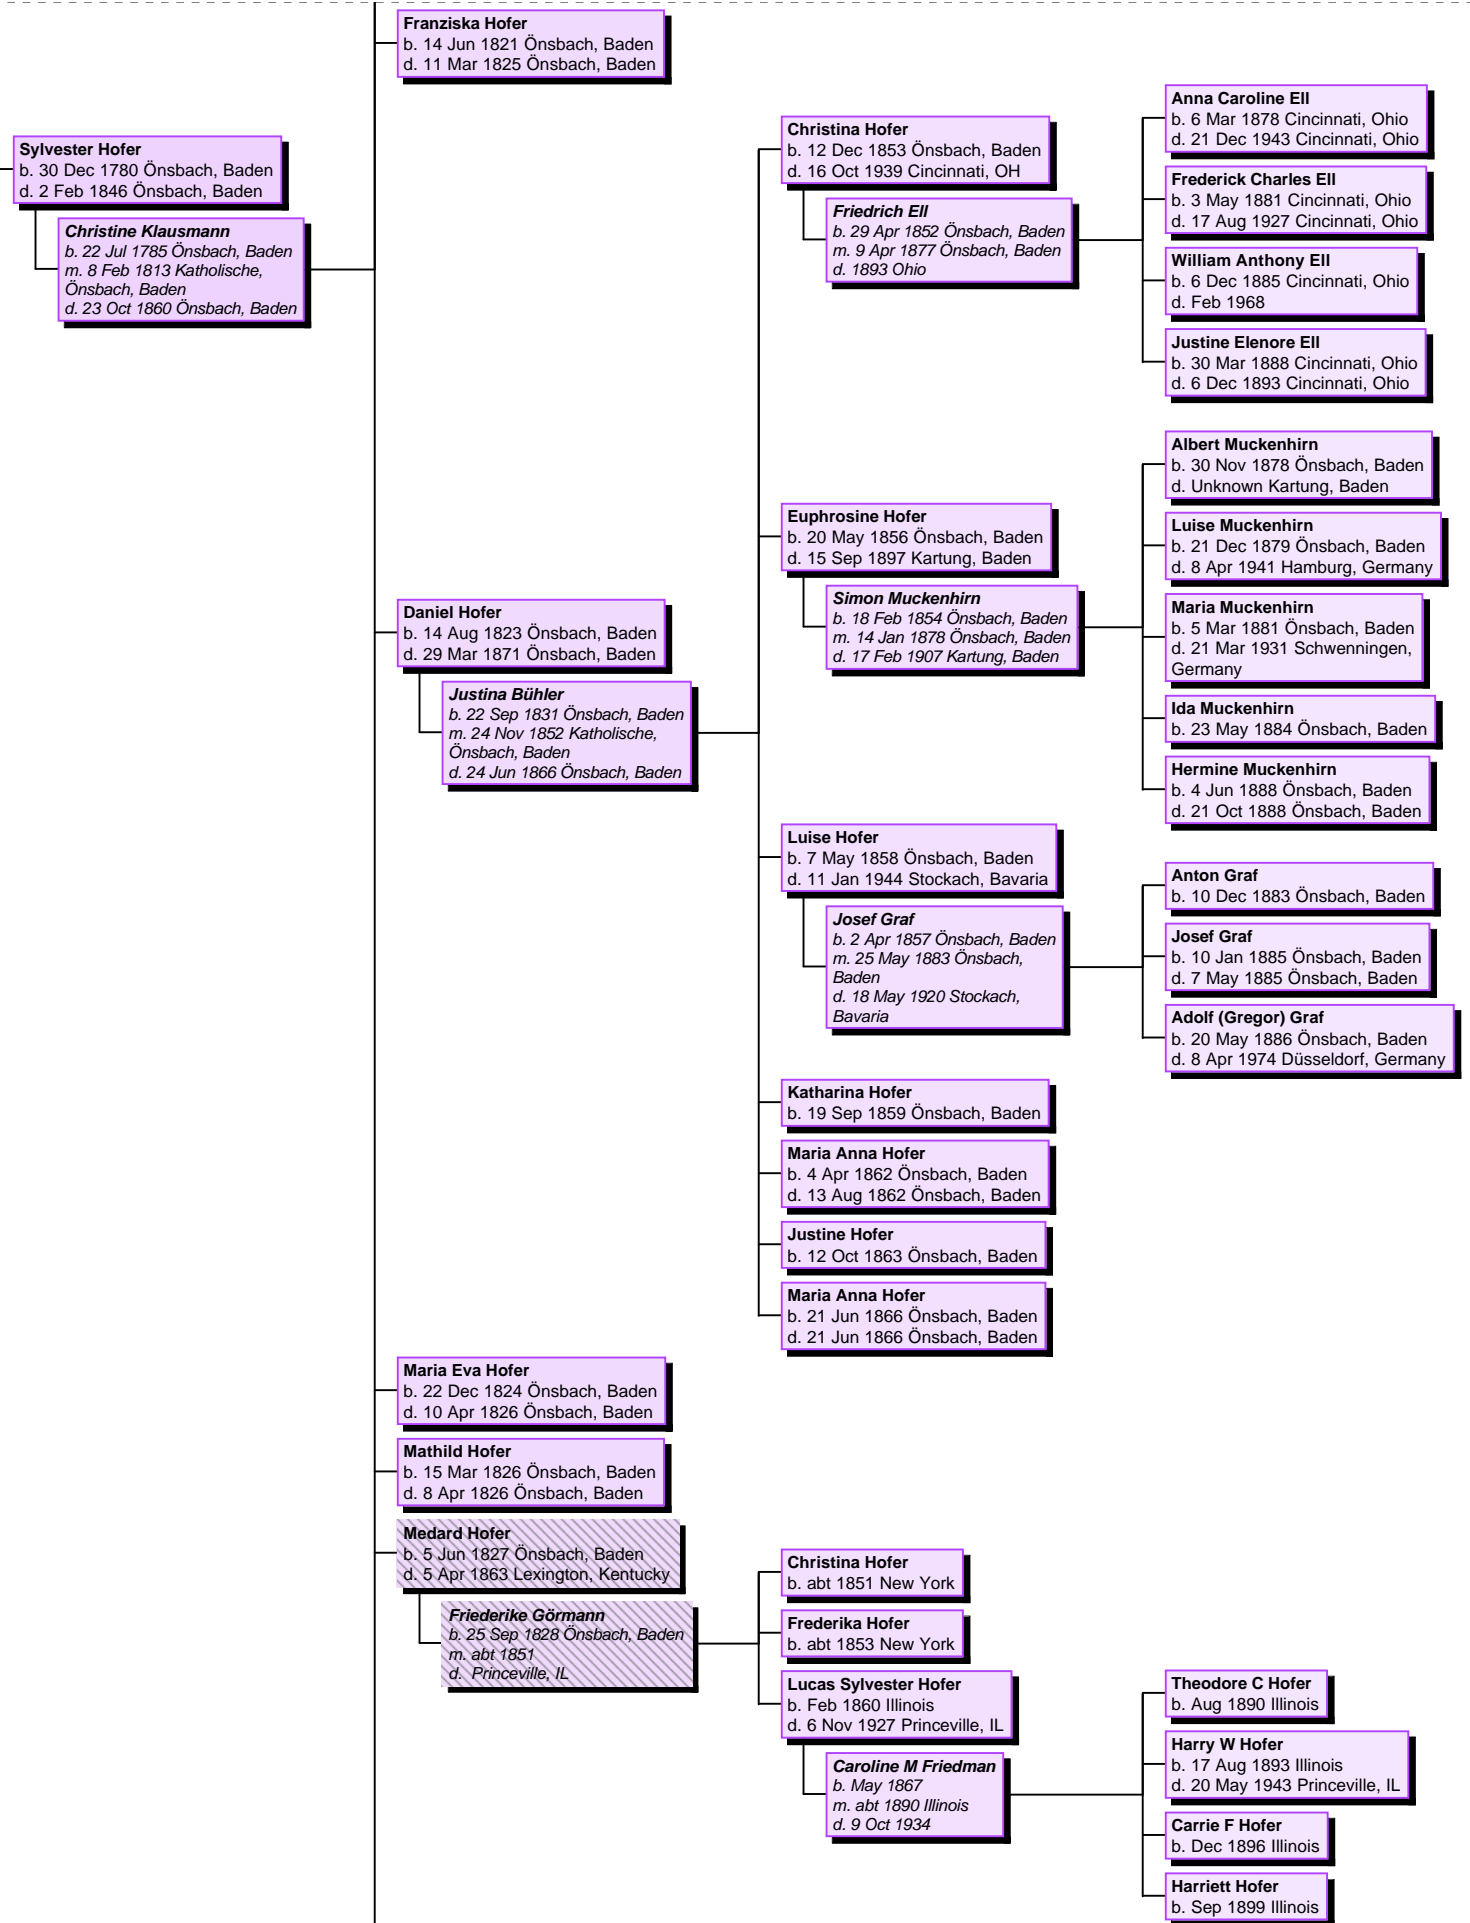 Franziska Hofer
b. 14 Jun 1821 Önsbach, Baden
d. 11 Mar 1825 Önsbach, Baden
Sylvester Hofer
b. 30 Dec 1780 Önsbach, Baden
d. 2 Feb 1846 Önsbach, Baden
Christine Klausmann
b. 22 Jul 1785 Önsbach, Baden
m. 8 Feb 1813 Katholische,
Önsbach, Baden
d. 23 Oct 1860 Önsbach, Baden
Daniel Hofer
b. 14 Aug 1823 Önsbach, Baden
d. 29 Mar 1871 Önsbach, Baden
Justina Bühler
b. 22 Sep 1831 Önsbach, Baden
m. 24 Nov 1852 Katholische,
Önsbach, Baden
d. 24 Jun 1866 Önsbach, Baden
Christina Hofer
b. 12 Dec 1853 Önsbach, Baden
d. 16 Oct 1939 Cincinnati, OH
Friedrich Ell
b. 29 Apr 1852 Önsbach, Baden
m. 9 Apr 1877 Önsbach, Baden
d. 1893 Ohio
Anna Caroline Ell
b. 6 Mar 1878 Cincinnati, Ohio
d. 21 Dec 1943 Cincinnati, Ohio
Frederick Charles Ell
b. 3 May 1881 Cincinnati, Ohio
d. 17 Aug 1927 Cincinnati, Ohio
William Anthony Ell
b. 6 Dec 1885 Cincinnati, Ohio
d. Feb 1968
Justine Elenore Ell
b. 30 Mar 1888 Cincinnati, Ohio
d. 6 Dec 1893 Cincinnati, Ohio
Euphrosine Hofer
b. 20 May 1856 Önsbach, Baden
d. 15 Sep 1897 Kartung, Baden
Simon Muckenhirn
b. 18 Feb 1854 Önsbach, Baden
m. 14 Jan 1878 Önsbach, Baden
d. 17 Feb 1907 Kartung, Baden
Albert Muckenhirn
b. 30 Nov 1878 Önsbach, Baden
d. Unknown Kartung, Baden
Luise Muckenhirn
b. 21 Dec 1879 Önsbach, Baden
d. 8 Apr 1941 Hamburg, Germany
Maria Muckenhirn
b. 5 Mar 1881 Önsbach, Baden
d. 21 Mar 1931 Schwenningen,
Germany
Ida Muckenhirn
b. 23 May 1884 Önsbach, Baden
Hermine Muckenhirn
b. 4 Jun 1888 Önsbach, Baden
d. 21 Oct 1888 Önsbach, Baden
Luise Hofer
b. 7 May 1858 Önsbach, Baden
d. 11 Jan 1944 Stockach, Bavaria
Josef Graf
b. 2 Apr 1857 Önsbach, Baden
m. 25 May 1883 Önsbach,
Baden
d. 18 May 1920 Stockach,
Bavaria
Anton Graf
b. 10 Dec 1883 Önsbach, Baden
Josef Graf
b. 10 Jan 1885 Önsbach, Baden
d. 7 May 1885 Önsbach, Baden
Adolf (Gregor) Graf
b. 20 May 1886 Önsbach, Baden
d. 8 Apr 1974 Düsseldorf, Germany
Katharina Hofer
b. 19 Sep 1859 Önsbach, Baden
Maria Anna Hofer
b. 4 Apr 1862 Önsbach, Baden
d. 13 Aug 1862 Önsbach, Baden
Justine Hofer
b. 12 Oct 1863 Önsbach, Baden
Maria Anna Hofer
b. 21 Jun 1866 Önsbach, Baden
d. 21 Jun 1866 Önsbach, Baden
Maria Eva Hofer
b. 22 Dec 1824 Önsbach, Baden
d. 10 Apr 1826 Önsbach, Baden
Mathild Hofer
b. 15 Mar 1826 Önsbach, Baden
d. 8 Apr 1826 Önsbach, Baden
Medard Hofer
b. 5 Jun 1827 Önsbach, Baden
d. 5 Apr 1863 Lexington, Kentucky
Friederike Görmann
b. 25 Sep 1828 Önsbach, Baden
m. abt 1851
d. Princeville, IL
Christina Hofer
b. abt 1851 New York
Frederika Hofer
b. abt 1853 New York
Lucas Sylvester Hofer
b. Feb 1860 Illinois
d. 6 Nov 1927 Princeville, IL
Caroline M Friedman
b. May 1867
m. abt 1890 Illinois
d. 9 Oct 1934
Theodore C Hofer
b. Aug 1890 Illinois
Harry W Hofer
b. 17 Aug 1893 Illinois
d. 20 May 1943 Princeville, IL
Carrie F Hofer
b. Dec 1896 Illinois
Harriett Hofer
b. Sep 1899 Illinois